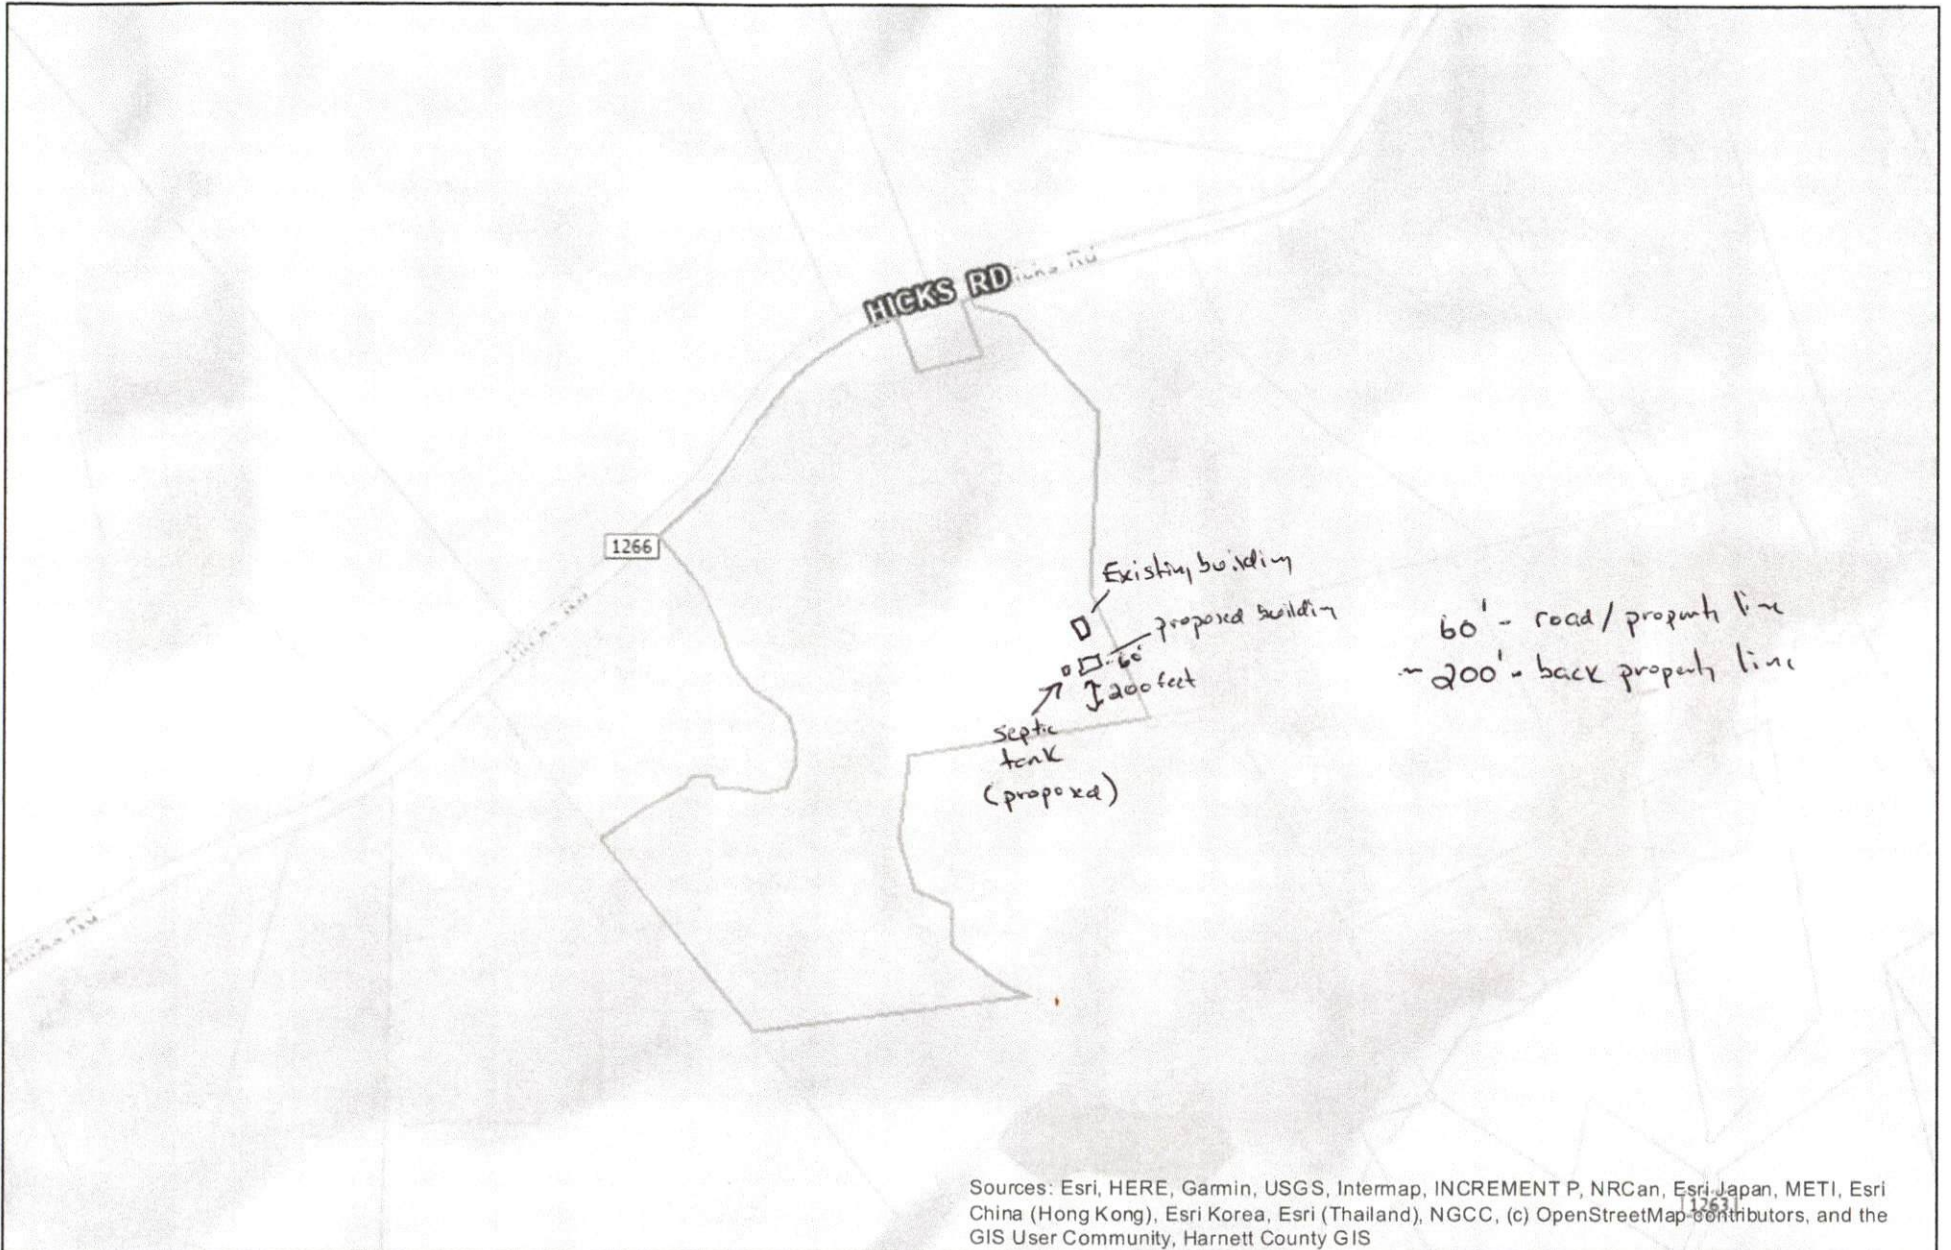 HICKS RD
1266
Existing building
proposed building
60'
200 feet
septic
tank
(proposed)
60' - road / property line
~ 200' - back property line
Sources: Esri, HERE, Garmin, USGS, Intermap, INCREMENT P, NRCan, Esri Japan, METI, Esri
China (Hong Kong), Esri Korea, Esri (Thailand), NGCC, (c) OpenStreetMap contributors, and the
GIS User Community, Harnett County GIS
1263